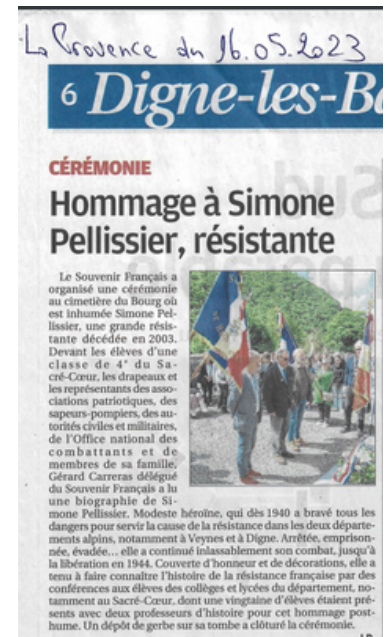 La Provence du 16.05.2023
6 Digne-les-Ba
CÉRÉMONIE
Hommage à Simone
Pellissier, résistante
Le Souvenir Français a
organisé une cérémonie
au cimetière du Bourg où
est inhumée Simone Pel-
lissier, une grande résis-
tante décédée en 2003.
Devant les élèves d'une
classe de 4e du Sa-
cré-Cœur, les drapeaux et
les représentants des asso-
ciations patriotiques, des
sapeurs-pompiers, des au-
torités civiles et militaires,
de l'Office national des
combattants et de
membres de sa famille,
Gérard Carreras délégué
du Souvenir Français a lu
une biographie de Si-
mone Pellissier. Modeste héroïne, qui dès 1940 a bravé tous les
dangers pour servir la cause de la résistance dans les deux départe-
ments alpins, notamment à Veynes et à Digne. Arrêtée, emprison-
née, évadée... elle a continué inlassablement son combat, jusqu'à
la libération en 1944. Couverte d'honneur et de décorations, elle a
tenu à faire connaître l'histoire de la résistance française par des
conférences aux élèves des collèges et lycées du département, no-
tamment au Sacré-Cœur, dont une vingtaine d'élèves étaient pré-
sents avec deux professeurs d'histoire pour cet hommage post-
hume. Un dépôt de gerbe sur sa tombe a clôturé la cérémonie.